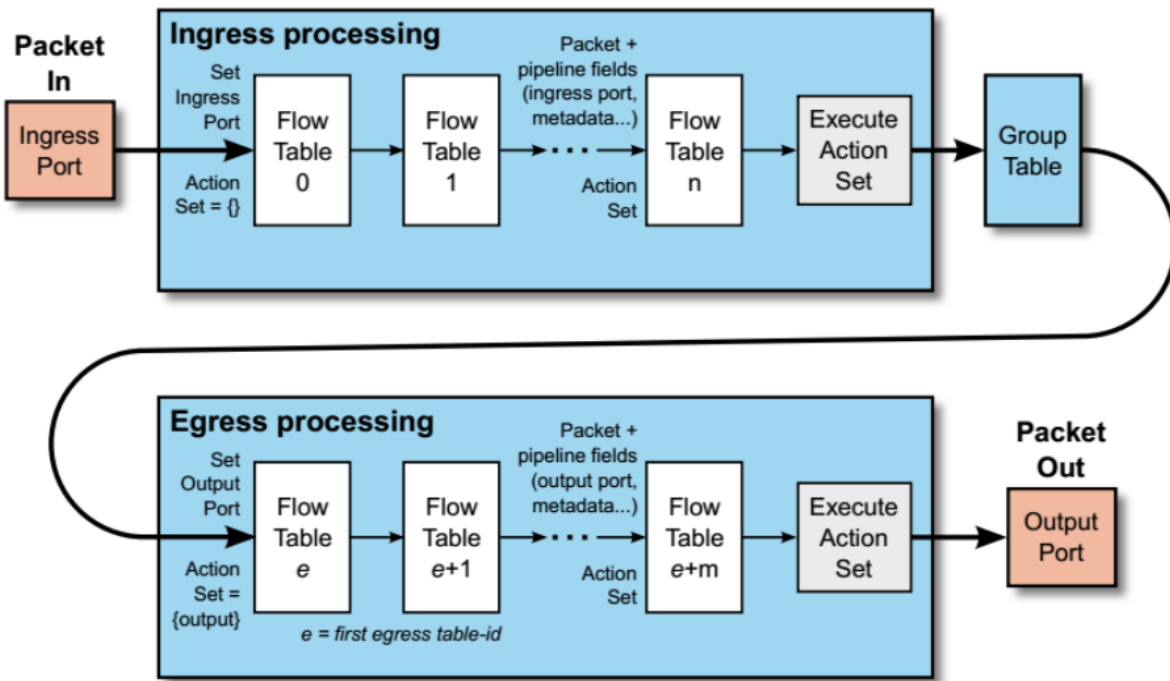 Ingress processing
Packet
In
Ingress
Port
Set
Ingress
Port
Action
Set = {}
Flow
Table
0
Flow
Table
1
Packet +
pipeline fields
(ingress port,
metadata...)
Action
Set
Flow
Table
n
Execute
Action
Set
Group
Table
Egress processing
Set
Output
Port
Action
Set =
{output}
Flow
Table
e
Flow
Table
e+1
e = first egress table-id
Packet +
pipeline fields
(output port,
metadata...)
Action
Set
Flow
Table
e+m
Execute
Action
Set
Packet
Out
Output
Port